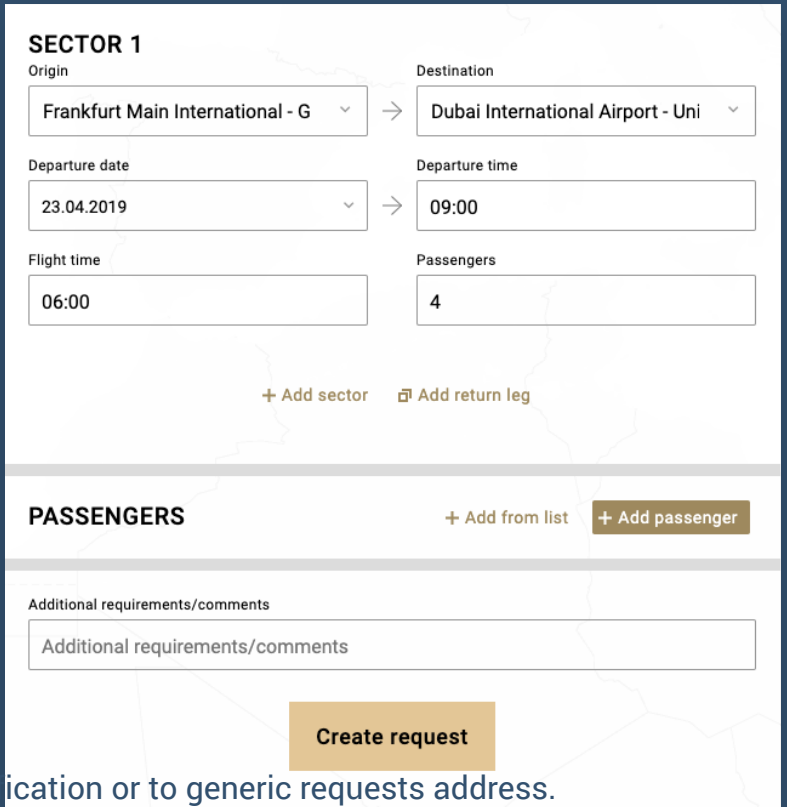 SECTOR 1
Origin
Destination
Frankfurt Main International - G
Dubai International Airport - Uni
Departure date
Departure time
23.04.2019
09:00
Flight time
Passengers
06:00
4
+ Add sector
Add return leg
PASSENGERS
+ Add from list
+ Add passenger
Additional requirements/comments
Additional requirements/comments
Create request
ication or to generic requests address.